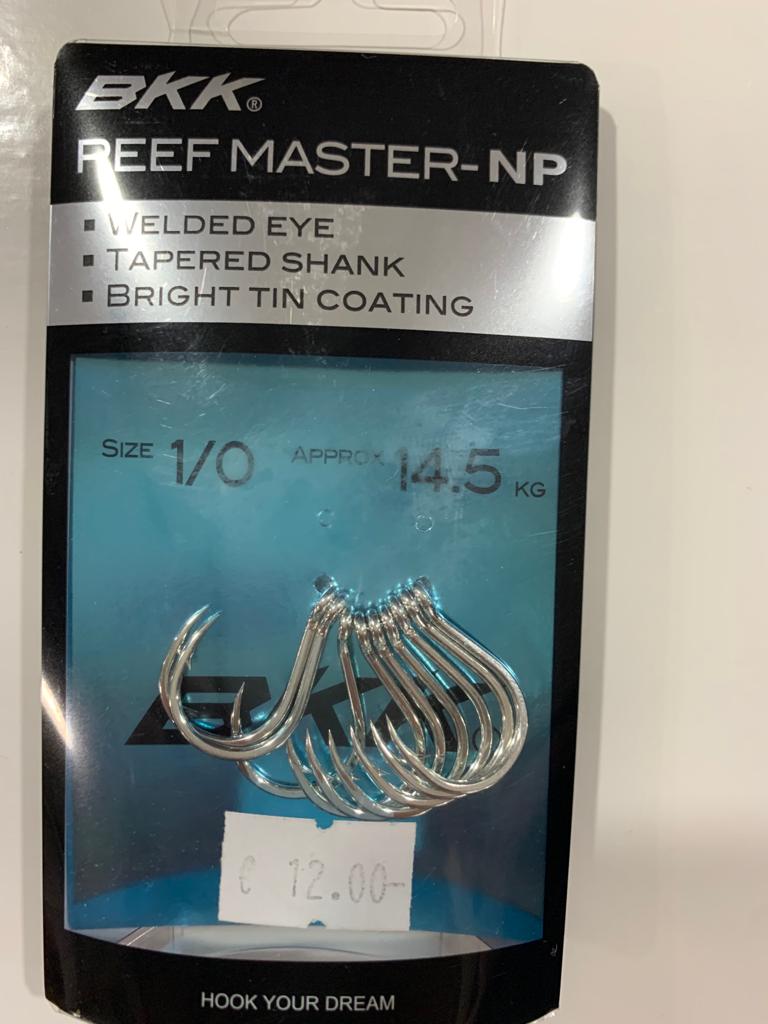 BKK®
REEF MASTER-NP
▪ WELDED EYE
▪ TAPERED SHANK
▪ BRIGHT TIN COATING
SIZE 1/0 APPROX 14.5 KG
BKK®
€ 12.00-
HOOK YOUR DREAM